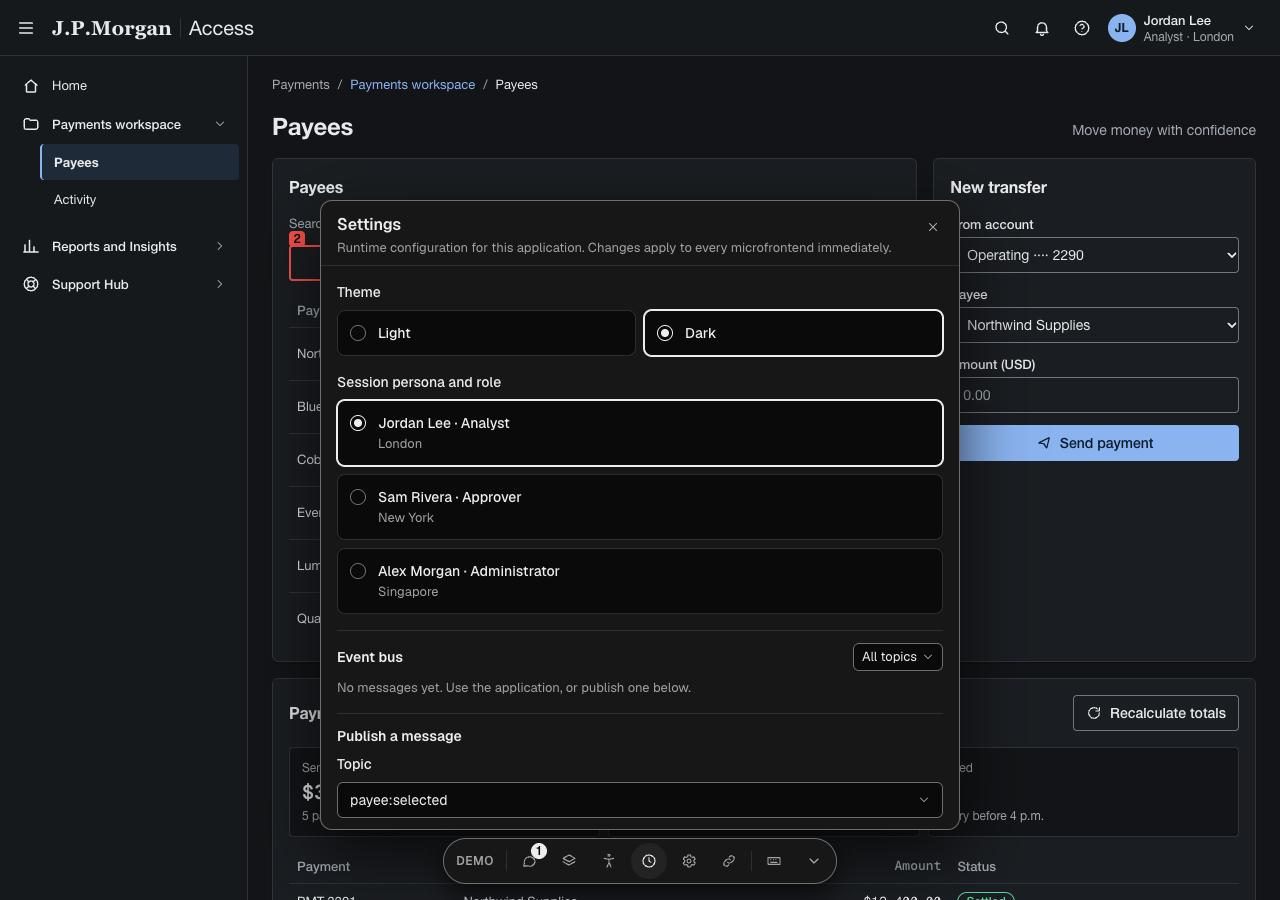 J.P.Morgan Access
JL
Jordan Lee
Analyst · London
Home
Payments workspace
Payees
Activity
Reports and Insights
Support Hub
Payments / Payments workspace / Payees
Payees
Move money with confidence
Payees
2
New transfer
rom account
Operating ···· 2290
ayee
Northwind Supplies
mount (USD)
0.00
Send payment
Settings
Runtime configuration for this application. Changes apply to every microfrontend immediately.
Theme
Light
Dark
Session persona and role
Jordan Lee · Analyst
London
Sam Rivera · Approver
New York
Alex Morgan · Administrator
Singapore
Event bus
All topics
No messages yet. Use the application, or publish one below.
Publish a message
Topic
payee:selected
Recalculate totals
ry before 4 p.m.
DEMO
1
Payment
Amount
Status